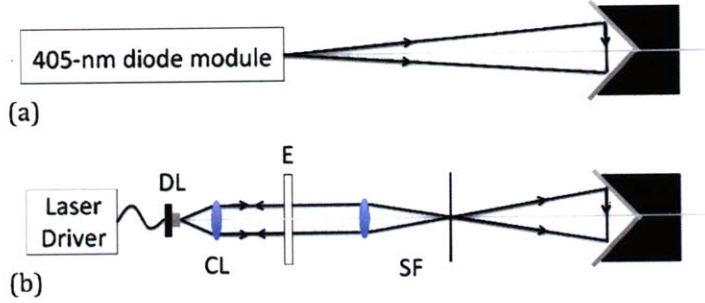 405-nm diode module
(a)
E
DL
Laser
Driver
CL
SF
(b)